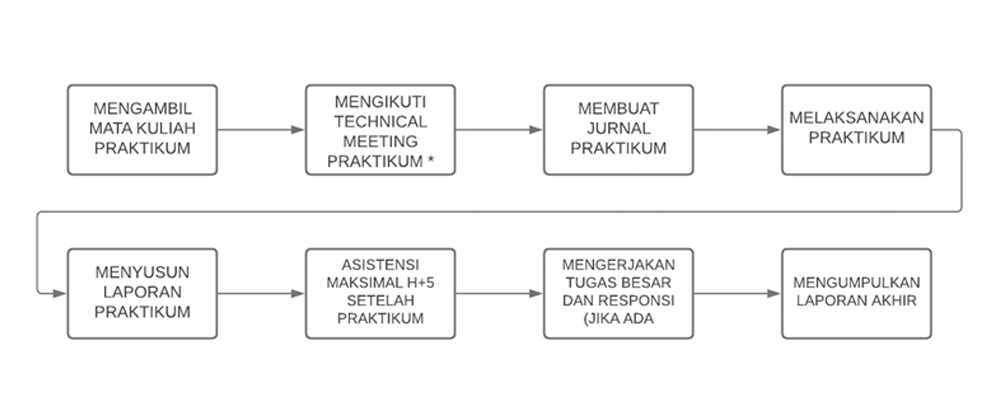 MENGAMBIL
MATA KULIAH
PRAKTIKUM
MENGIKUTI
TECHNICAL
MEETING
PRAKTIKUM *
MEMBUAT
JURNAL
PRAKTIKUM
MELAKSANAKAN
PRAKTIKUM
MENYUSUN
LAPORAN
PRAKTIKUM
ASISTENSI
MAKSIMAL H+5
SETELAH
PRAKTIKUM
MENGERJAKAN
TUGAS BESAR
DAN RESPONSI
(JIKA ADA
MENGUMPULKAN
LAPORAN AKHIR